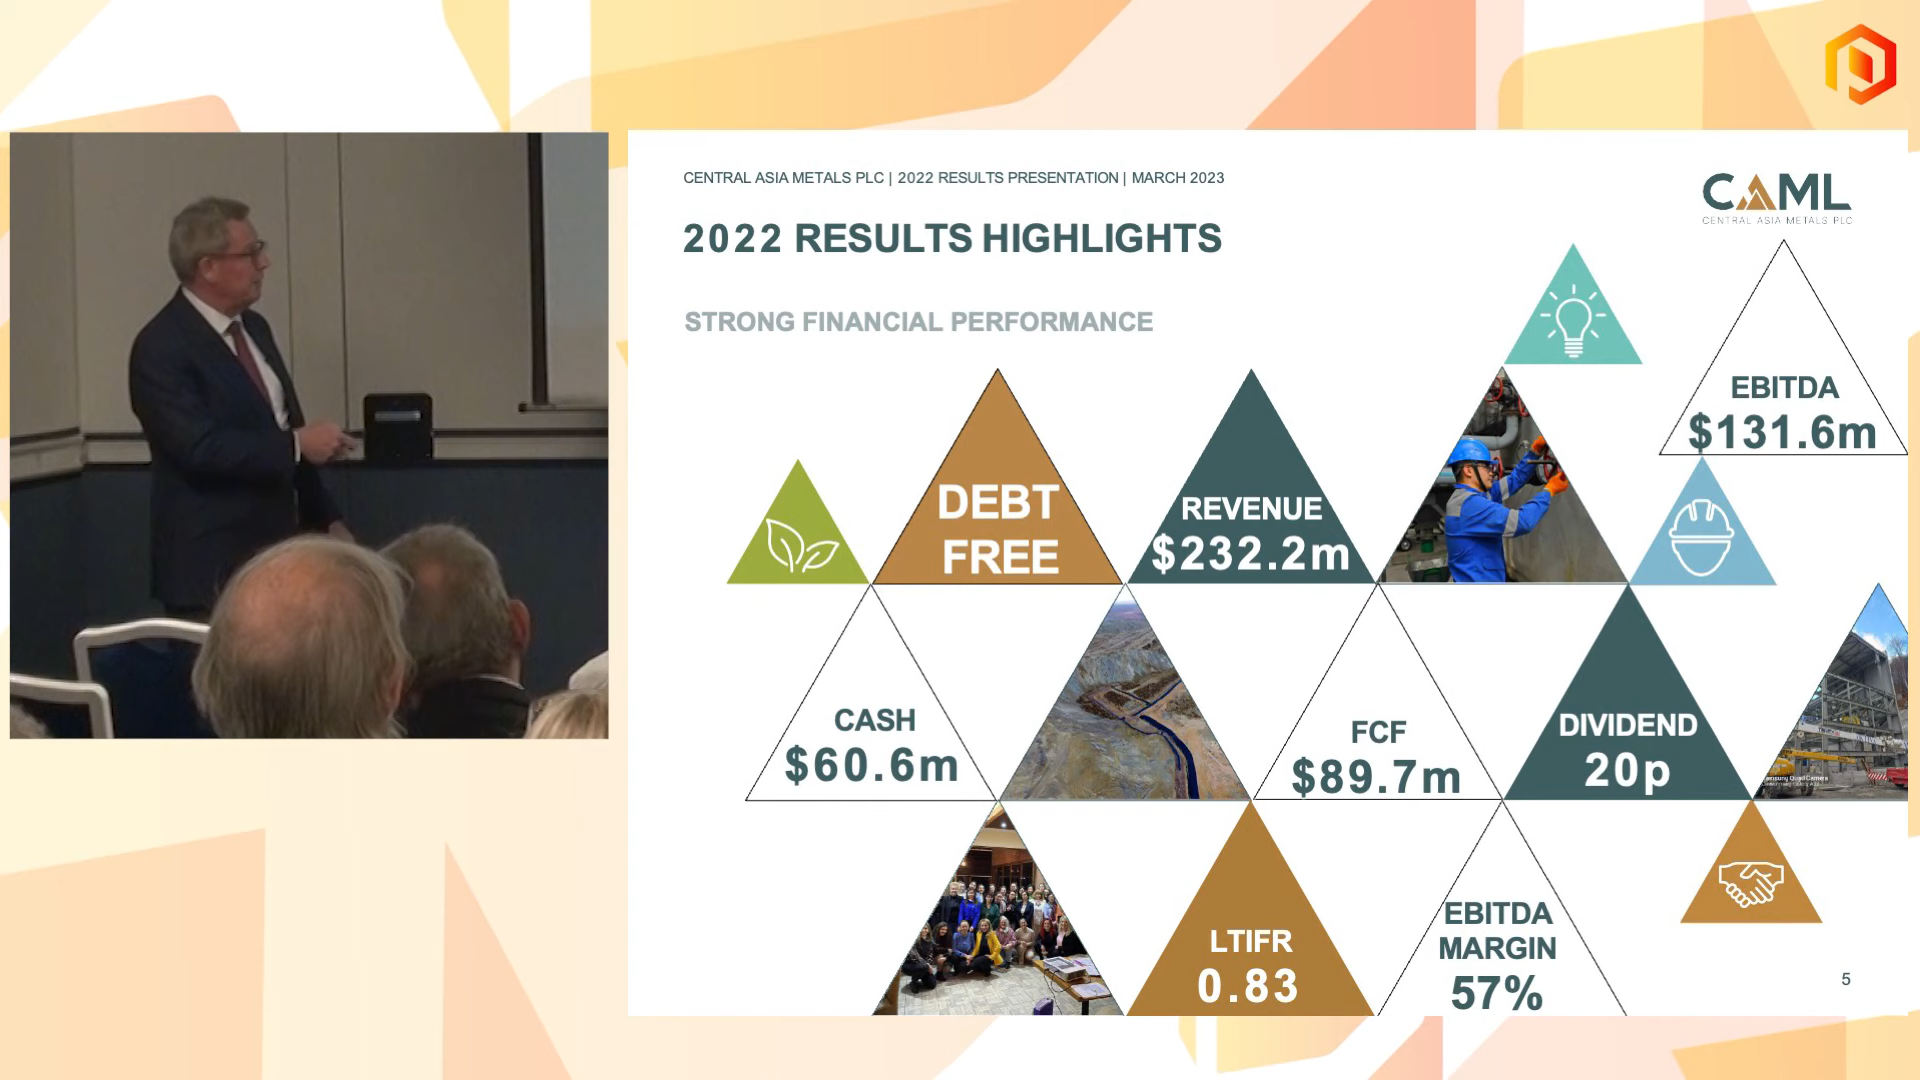 CENTRAL ASIA METALS PLC | 2022 RESULTS PRESENTATION | MARCH 2023
CAML
CENTRAL ASIA METALS PLC
2022 RESULTS HIGHLIGHTS
STRONG FINANCIAL PERFORMANCE
EBITDA
$131.6m
DEBT
FREE
REVENUE
$232.2m
CASH
$60.6m
FCF
$89.7m
DIVIDEND
20p
LTIFR
0.83
EBITDA
MARGIN
57%
5